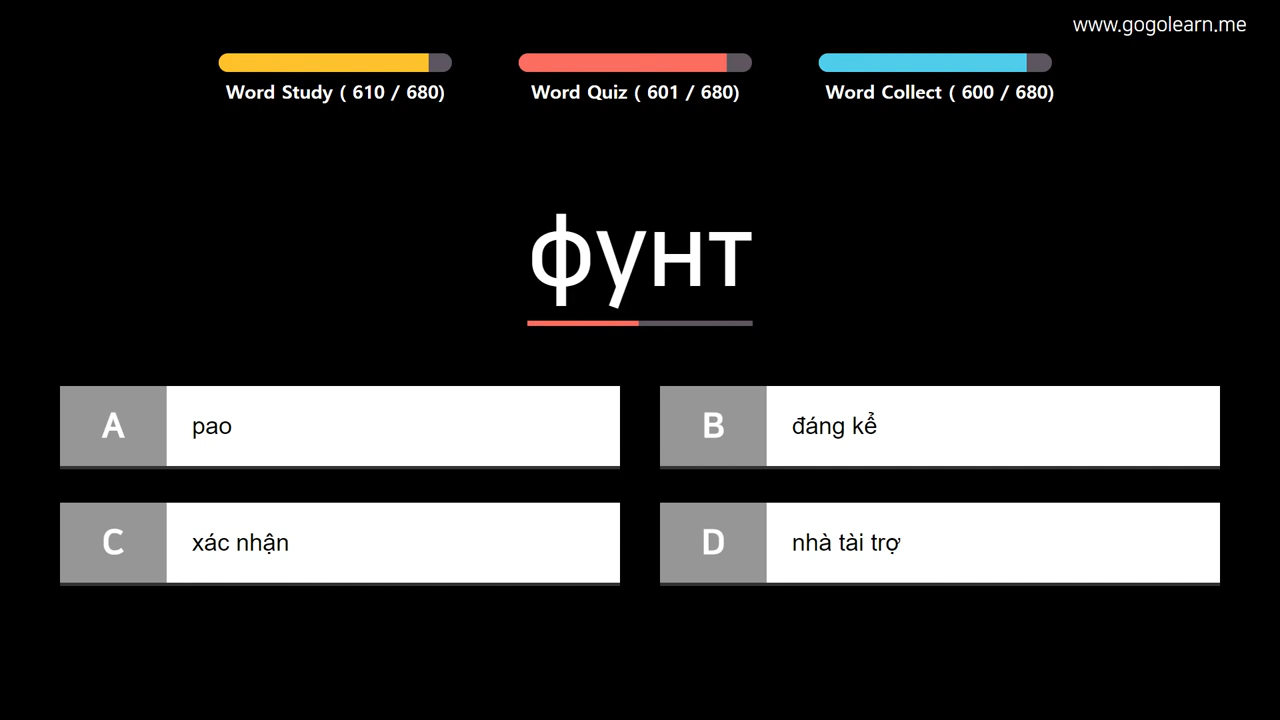 www.gogolearn.me
Word Study ( 610 / 680)
Word Quiz ( 601 / 680)
Word Collect ( 600 / 680)
фунт
A pao
B đáng kể
C xác nhận
D nhà tài trợ